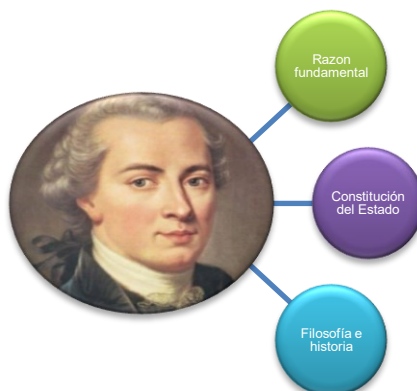 Razon
fundamental
Constitución
del Estado
Filosofía e
historia